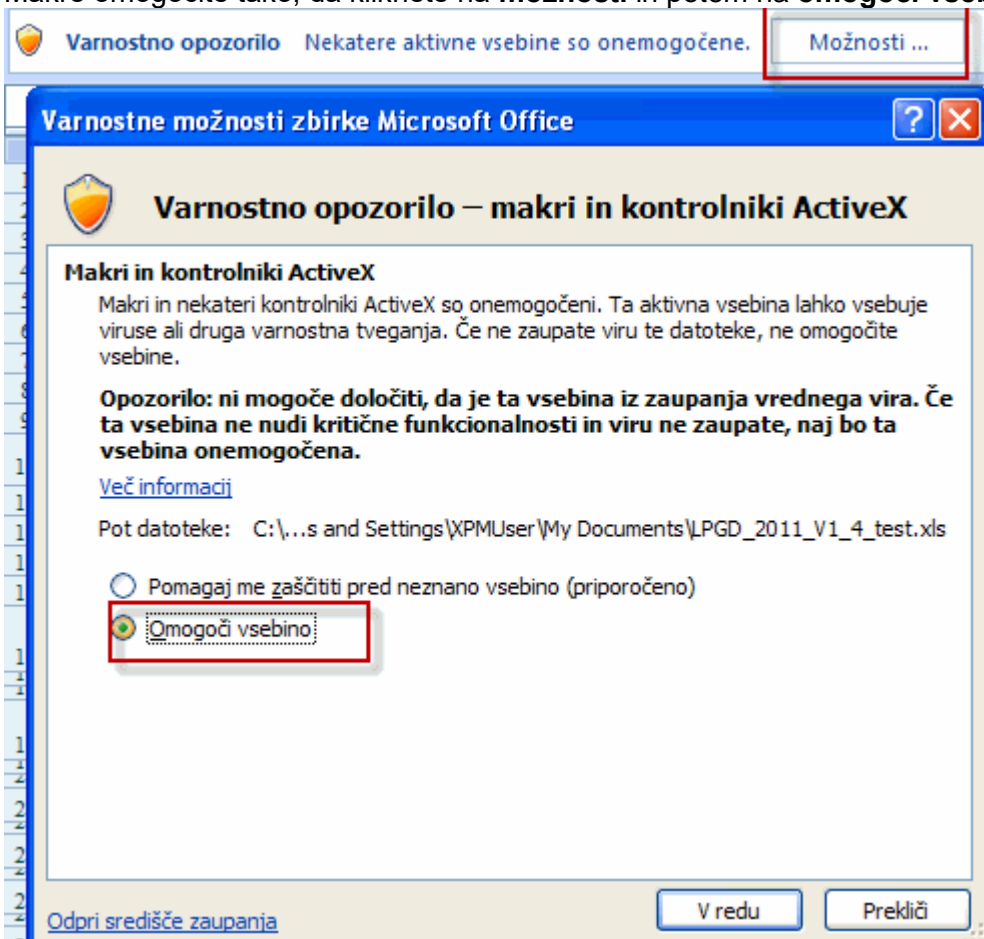 Makre omogočite tako, da kliknete na možnosti in potem na omogoči vseb
Varnostno opozorilo Nekatere aktivne vsebine so onemogočene. Možnosti ...
Varnostne možnosti zbirke Microsoft Office
Varnostno opozorilo – makri in kontrolniki ActiveX
Makri in kontrolniki ActiveX
Makri in nekateri kontrolniki ActiveX so onemogočeni. Ta aktivna vsebina lahko vsebuje
viruse ali druga varnostna tveganja. Če ne zaupate viru te datoteke, ne omogočite
vsebine.
Opozorilo: ni mogoče določiti, da je ta vsebina iz zaupanja vrednega vira. Če
ta vsebina ne nudi kritične funkcionalnosti in viru ne zaupate, naj bo ta
vsebina onemogočena.
Več informacij
Pot datoteke: C:\...s and Settings\XPMUser\My Documents\LPGD_2011_V1_4_test.xls
Pomagaj me zaščititi pred neznano vsebino (priporočeno)
Omogoči vsebino
Odpri središče zaupanja
V redu Prekliči